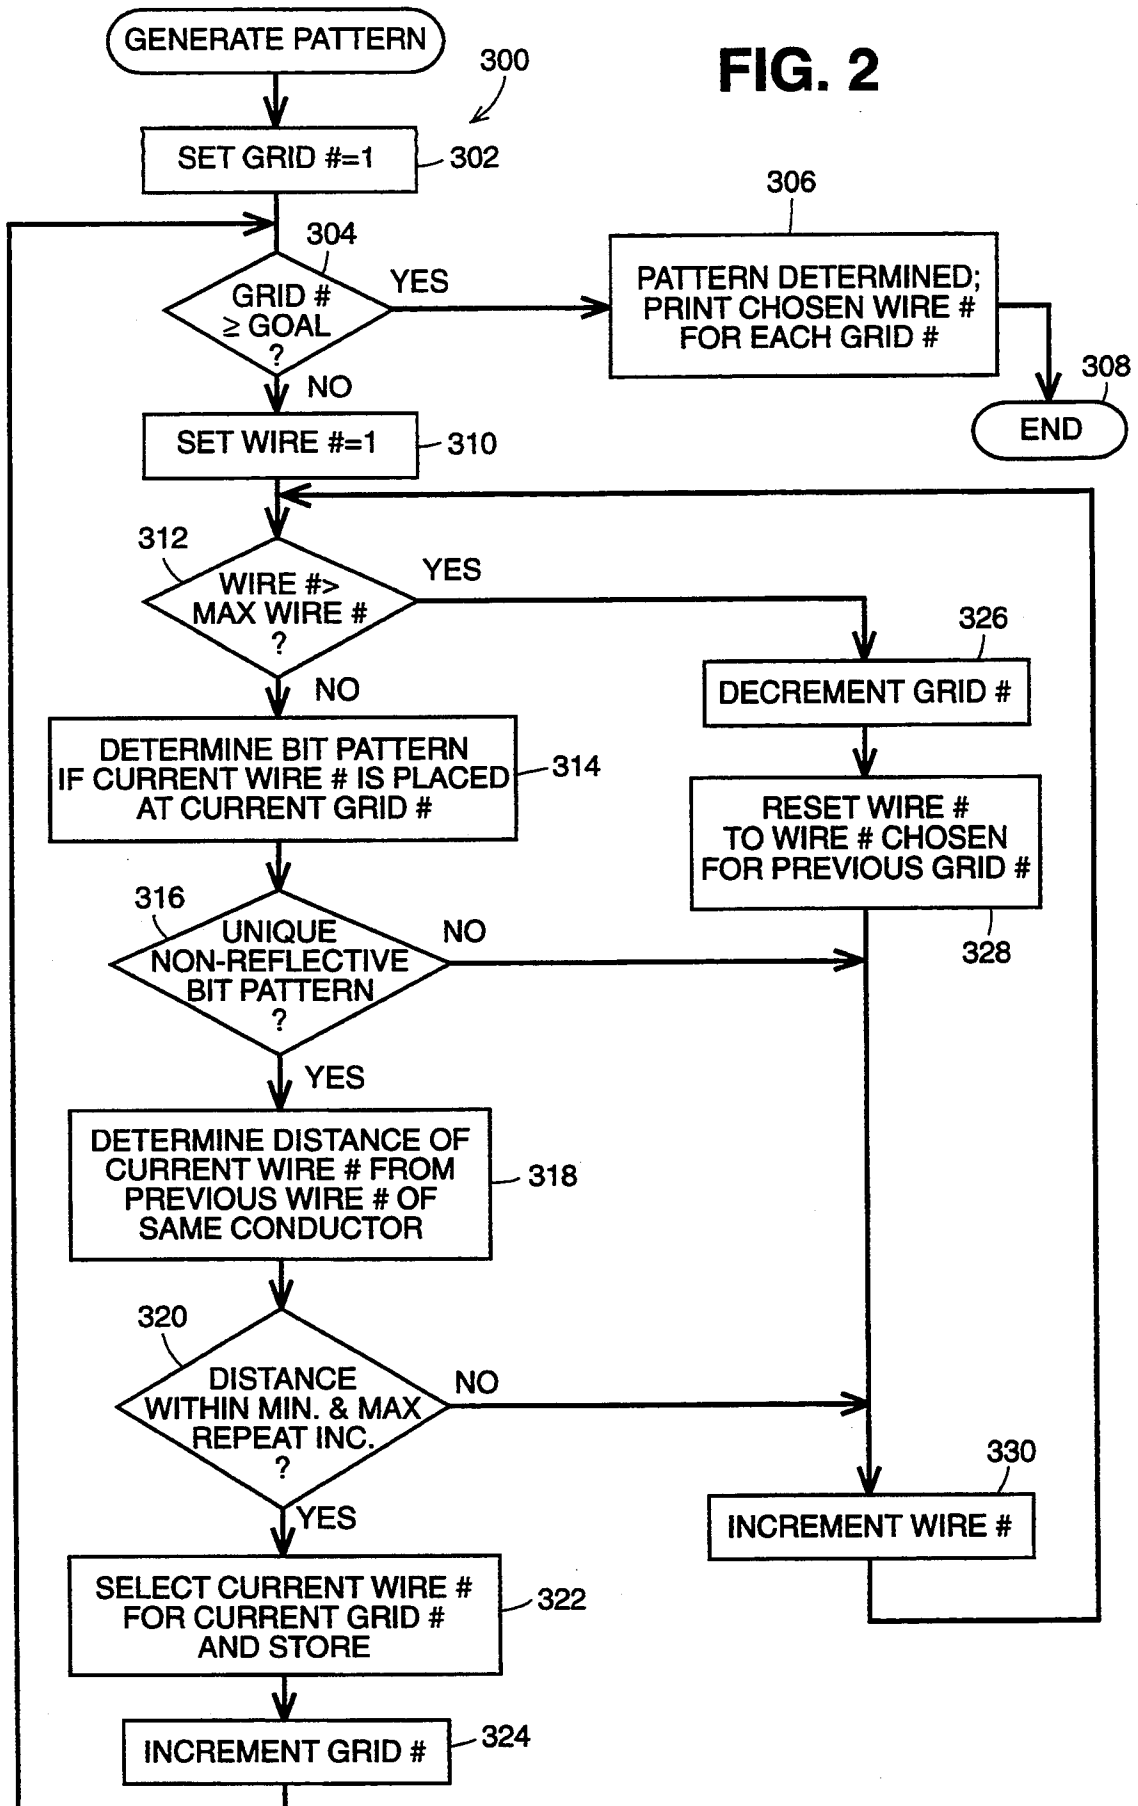 GENERATE PATTERN
300
FIG. 2
SET GRID #=1
302
304
GRID #
≥ GOAL
?
YES
NO
306
PATTERN DETERMINED;
PRINT CHOSEN WIRE #
FOR EACH GRID #
308
END
SET WIRE #=1
310
312
WIRE #>
MAX WIRE #
?
YES
NO
326
DECREMENT GRID #
DETERMINE BIT PATTERN
IF CURRENT WIRE # IS PLACED
AT CURRENT GRID #
314
RESET WIRE #
TO WIRE # CHOSEN
FOR PREVIOUS GRID #
328
316
UNIQUE
NON-REFLECTIVE
BIT PATTERN
?
NO
YES
DETERMINE DISTANCE OF
CURRENT WIRE # FROM
PREVIOUS WIRE # OF
SAME CONDUCTOR
318
320
DISTANCE
WITHIN MIN. & MAX
REPEAT INC.
?
NO
YES
330
INCREMENT WIRE #
SELECT CURRENT WIRE #
FOR CURRENT GRID #
AND STORE
322
INCREMENT GRID #
324